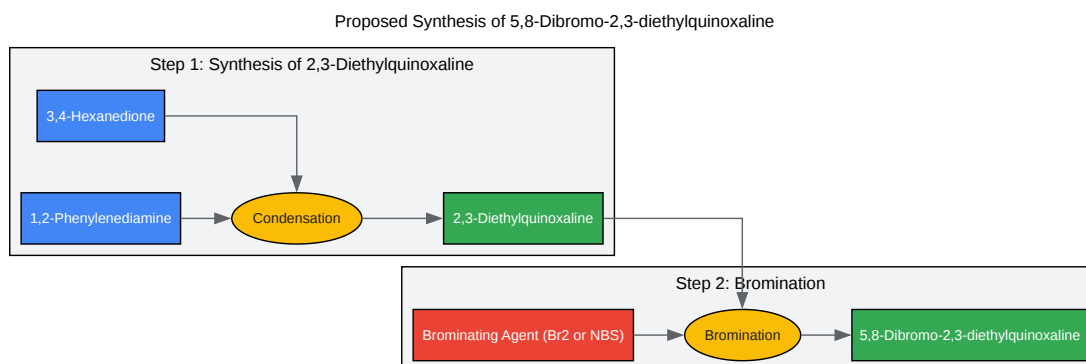 Proposed Synthesis of 5,8-Dibromo-2,3-diethylquinoxaline
Step 1: Synthesis of 2,3-Diethylquinoxaline
3,4-Hexanedione
1,2-Phenylenediamine
Condensation
2,3-Diethylquinoxaline
Step 2: Bromination
Brominating Agent (Br2 or NBS)
Bromination
5,8-Dibromo-2,3-diethylquinoxaline